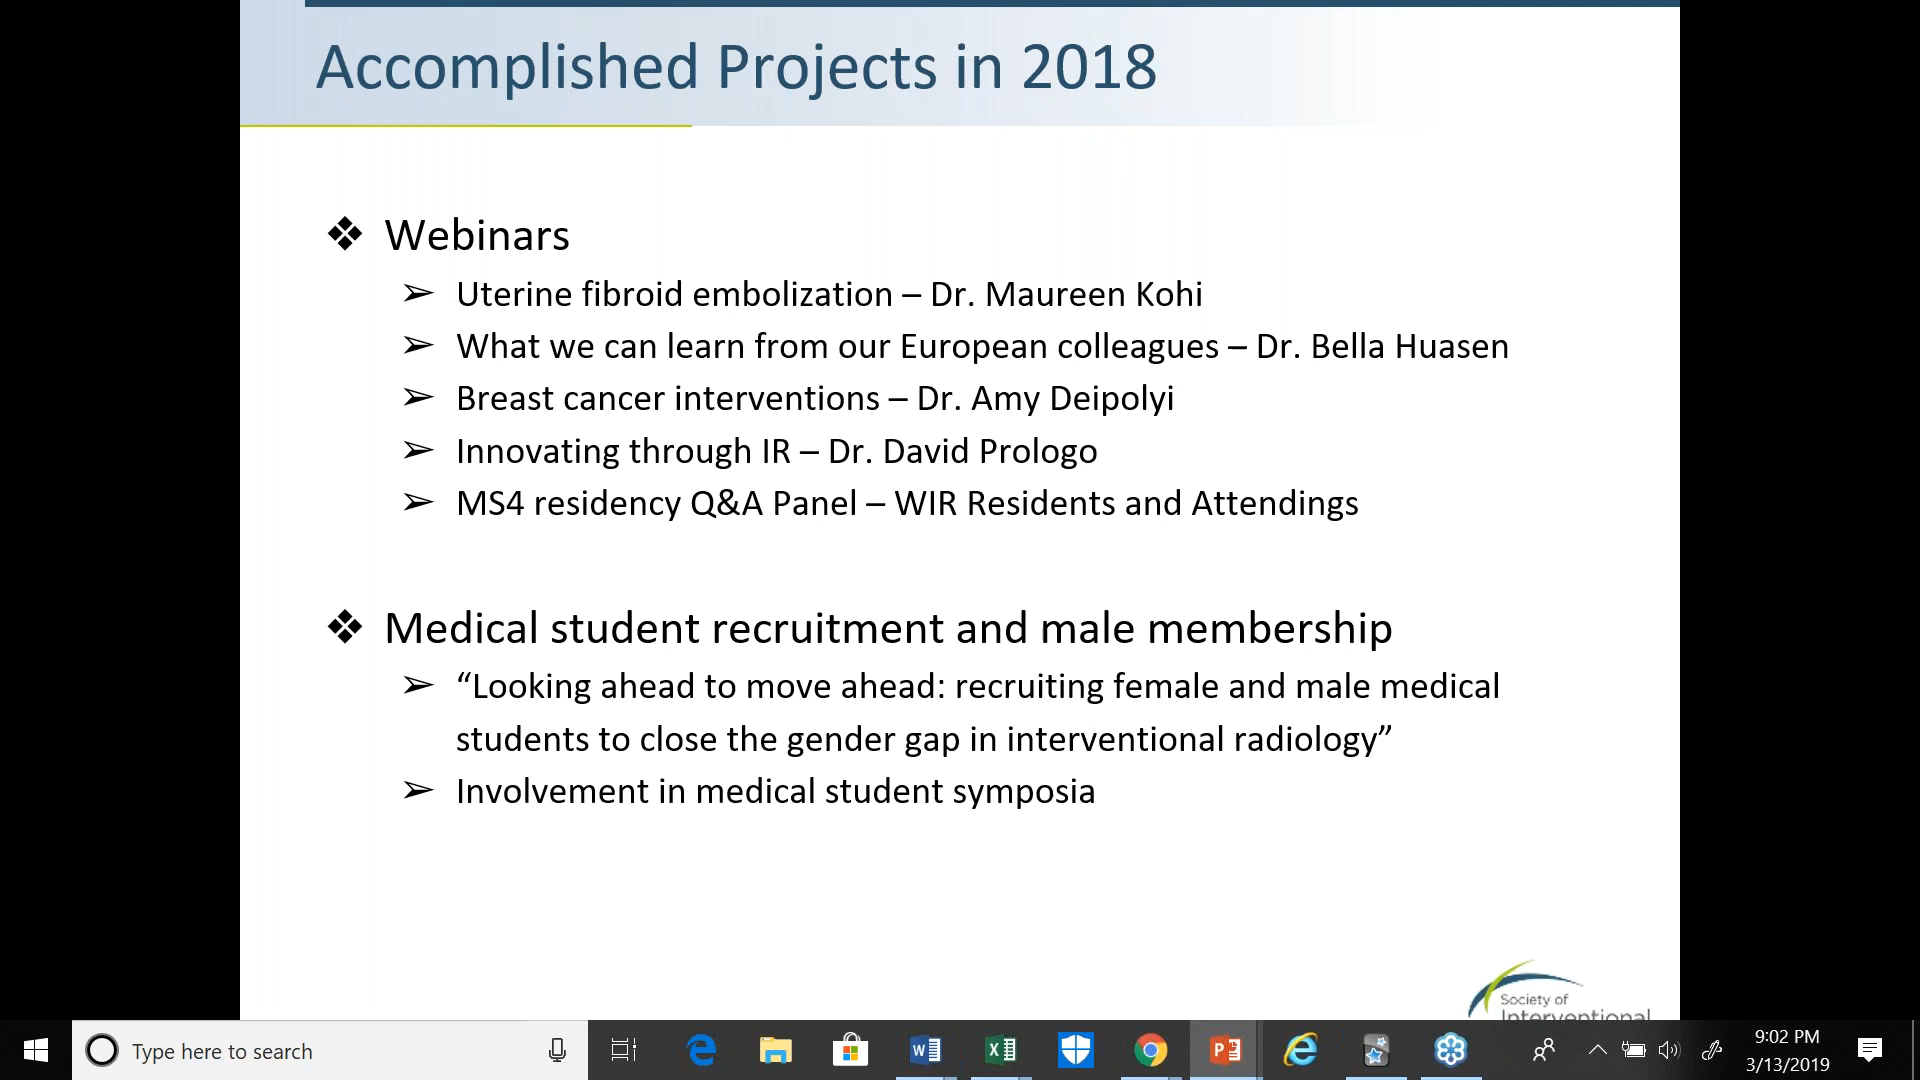 Accomplished Projects in 2018
❖ Webinars
➢ Uterine fibroid embolization – Dr. Maureen Kohi
➢ What we can learn from our European colleagues – Dr. Bella Huasen
➢ Breast cancer interventions – Dr. Amy Deipolyi
➢ Innovating through IR – Dr. David Prologo
➢ MS4 residency Q&A Panel – WIR Residents and Attendings
❖ Medical student recruitment and male membership
➢ “Looking ahead to move ahead: recruiting female and male medical
students to close the gender gap in interventional radiology”
➢ Involvement in medical student symposia
Society of
Interventional
Type here to search
9:02 PM
3/13/2019